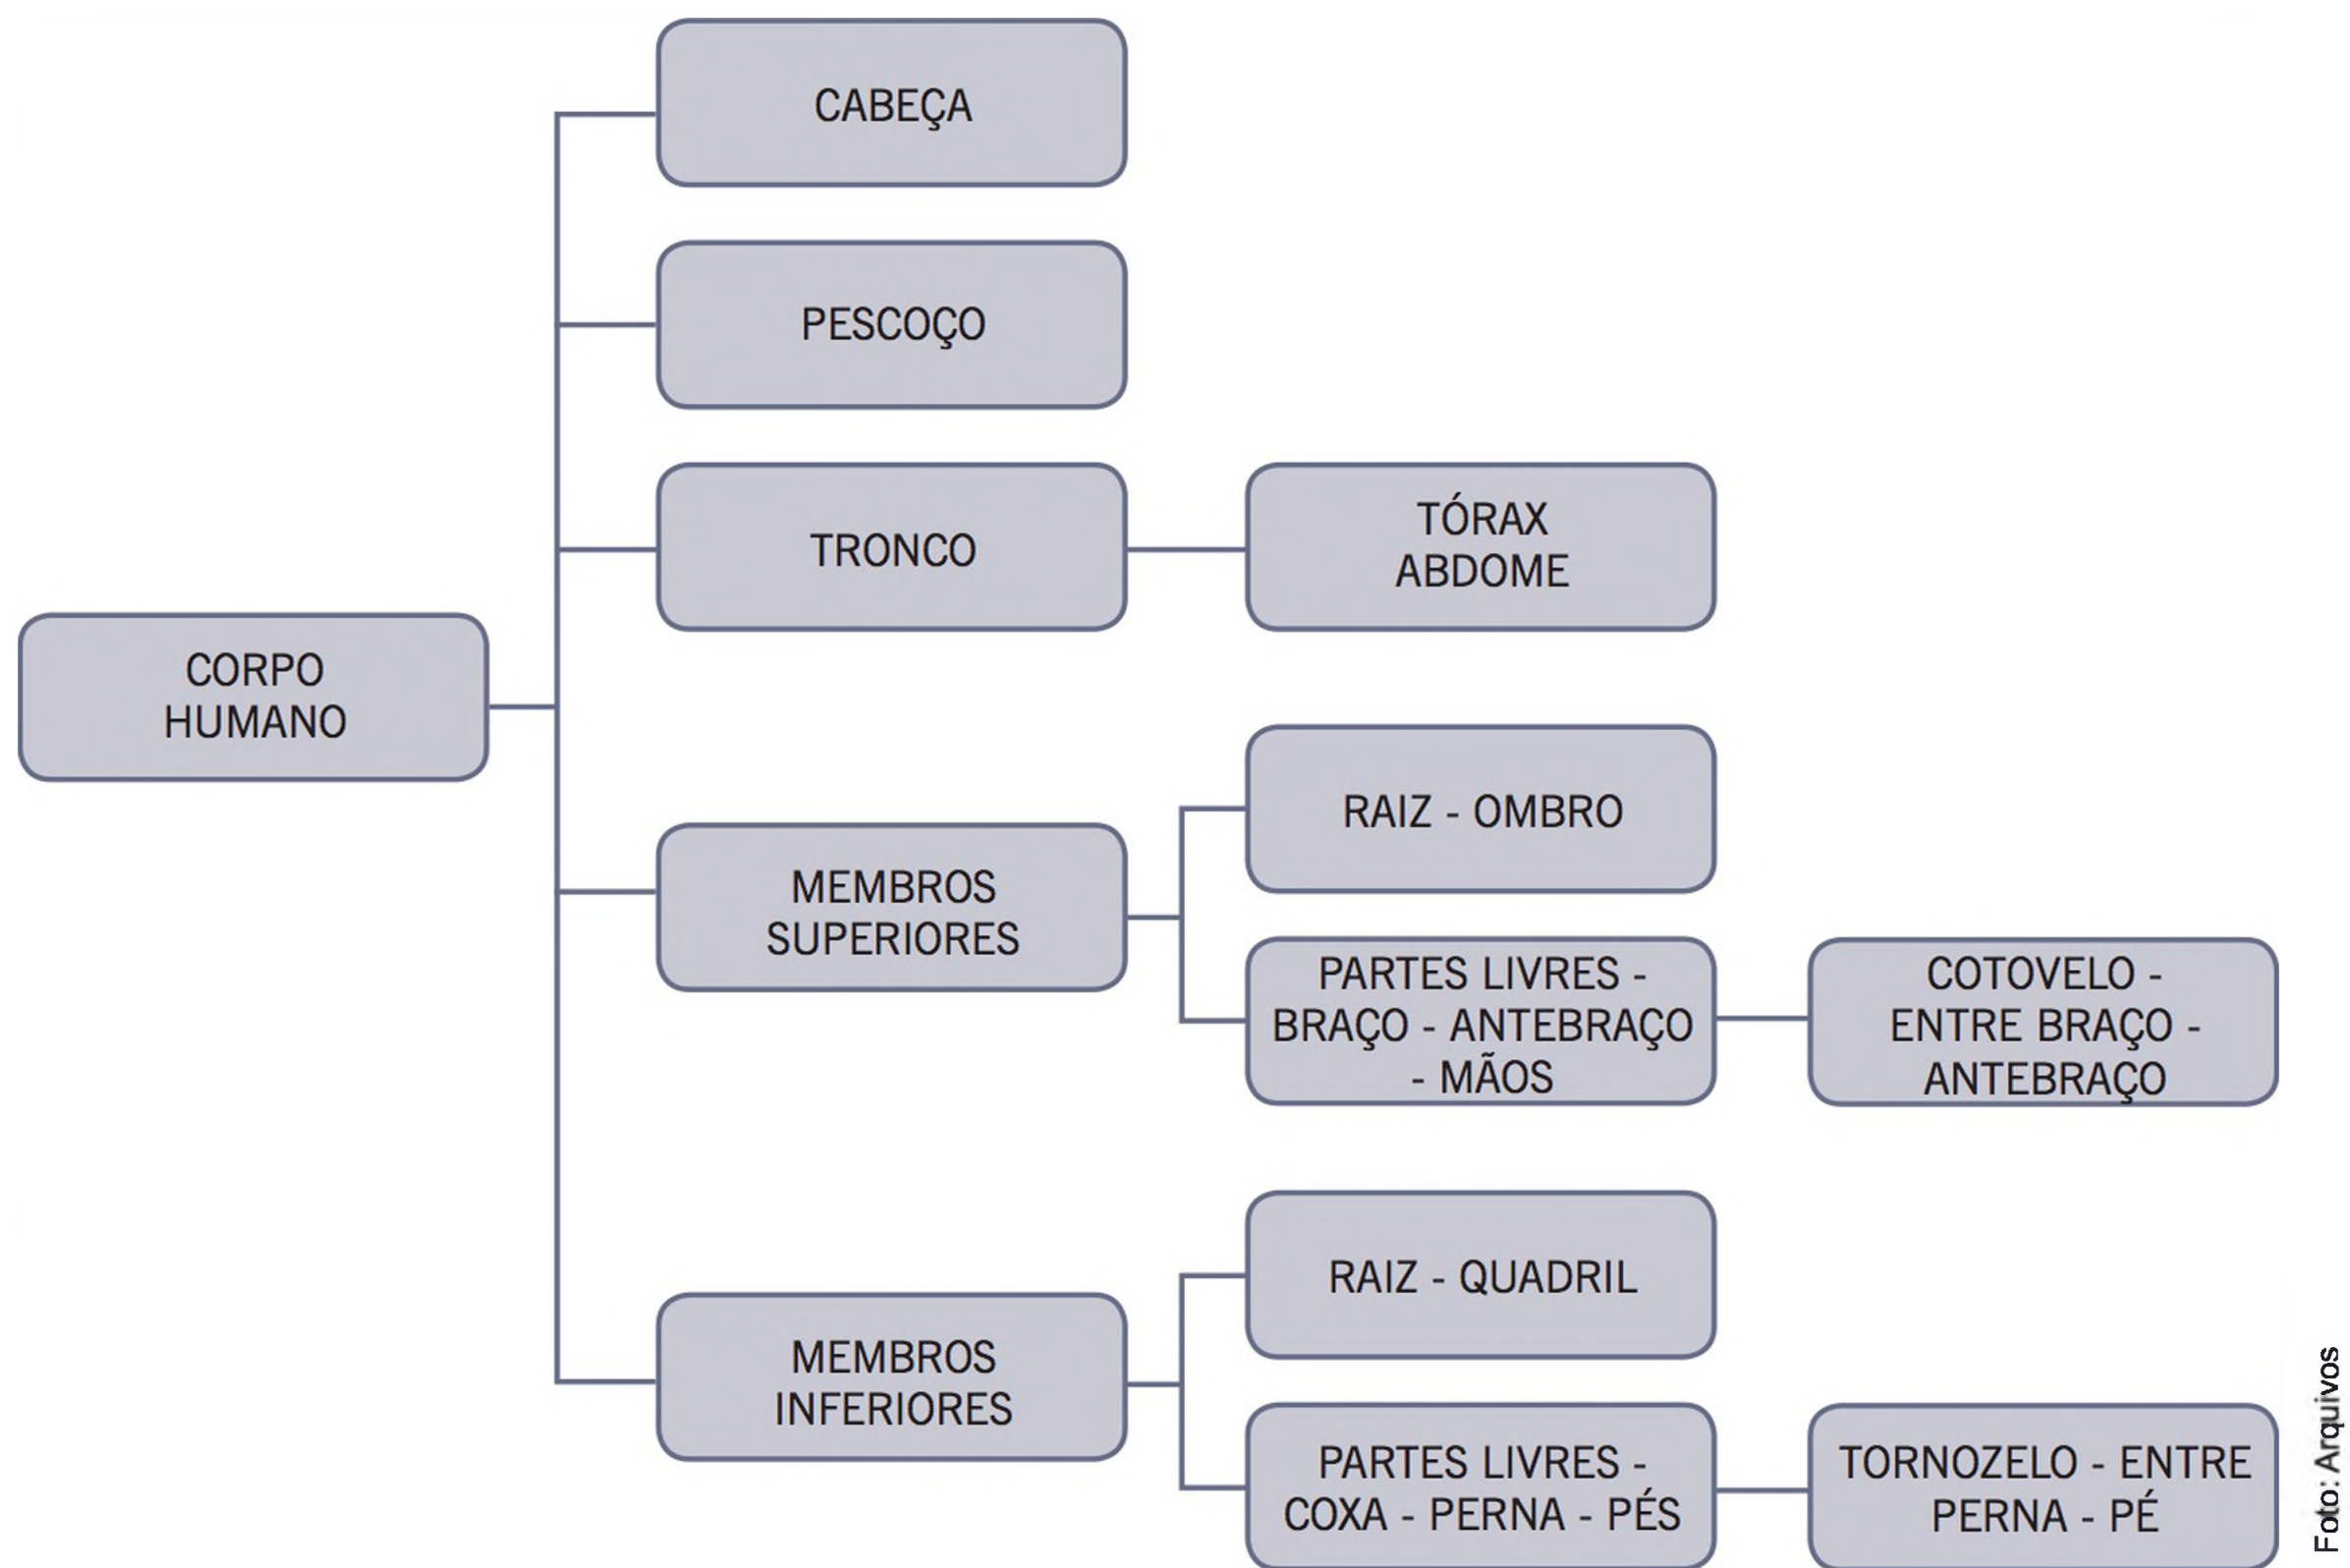 CABEÇA
PESCOÇO
TRONCO
TÓRAX
ABDOME
CORPO
HUMANO
MEMBROS
SUPERIORES
RAIZ - OMBRO
PARTES LIVRES -
BRAÇO - ANTEBRAÇO
- MÃOS
COTOVELO -
ENTRE BRAÇO -
ANTEBRAÇO
MEMBROS
INFERIORES
RAIZ - QUADRIL
PARTES LIVRES -
COXA - PERNA - PÉS
TORNOZELO - ENTRE
PERNA - PÉ
Foto: Arquivos